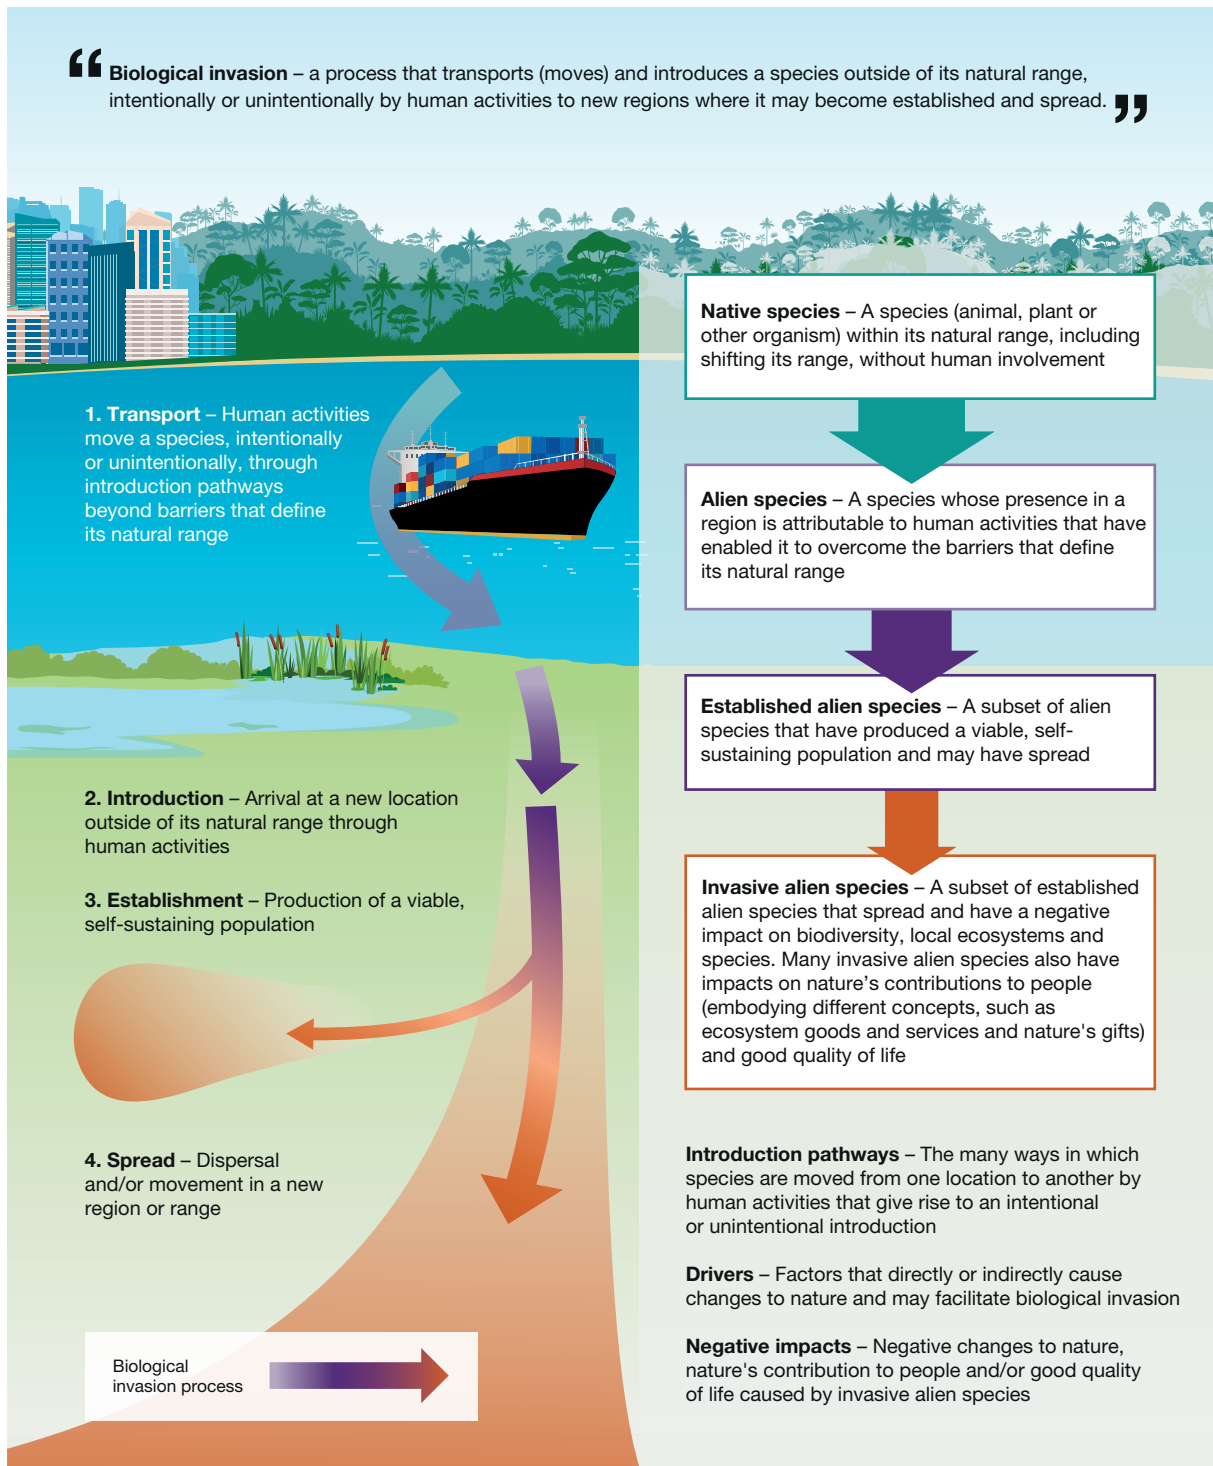 “ Biological invasion – a process that transports (moves) and introduces a species outside of its natural range,
intentionally or unintentionally by human activities to new regions where it may become established and spread. ”
1. Transport – Human activities
move a species, intentionally
or unintentionally, through
introduction pathways
beyond barriers that define
its natural range
2. Introduction – Arrival at a new location
outside of its natural range through
human activities
3. Establishment – Production of a viable,
self-sustaining population
4. Spread – Dispersal
and/or movement in a new
region or range
Biological
invasion process
Native species – A species (animal, plant or
other organism) within its natural range, including
shifting its range, without human involvement
Alien species – A species whose presence in a
region is attributable to human activities that have
enabled it to overcome the barriers that define
its natural range
Established alien species – A subset of alien
species that have produced a viable, self-
sustaining population and may have spread
Invasive alien species – A subset of established
alien species that spread and have a negative
impact on biodiversity, local ecosystems and
species. Many invasive alien species also have
impacts on nature’s contributions to people
(embodying different concepts, such as
ecosystem goods and services and nature's gifts)
and good quality of life
Introduction pathways – The many ways in which
species are moved from one location to another by
human activities that give rise to an intentional
or unintentional introduction
Drivers – Factors that directly or indirectly cause
changes to nature and may facilitate biological invasion
Negative impacts – Negative changes to nature,
nature's contribution to people and/or good quality
of life caused by invasive alien species